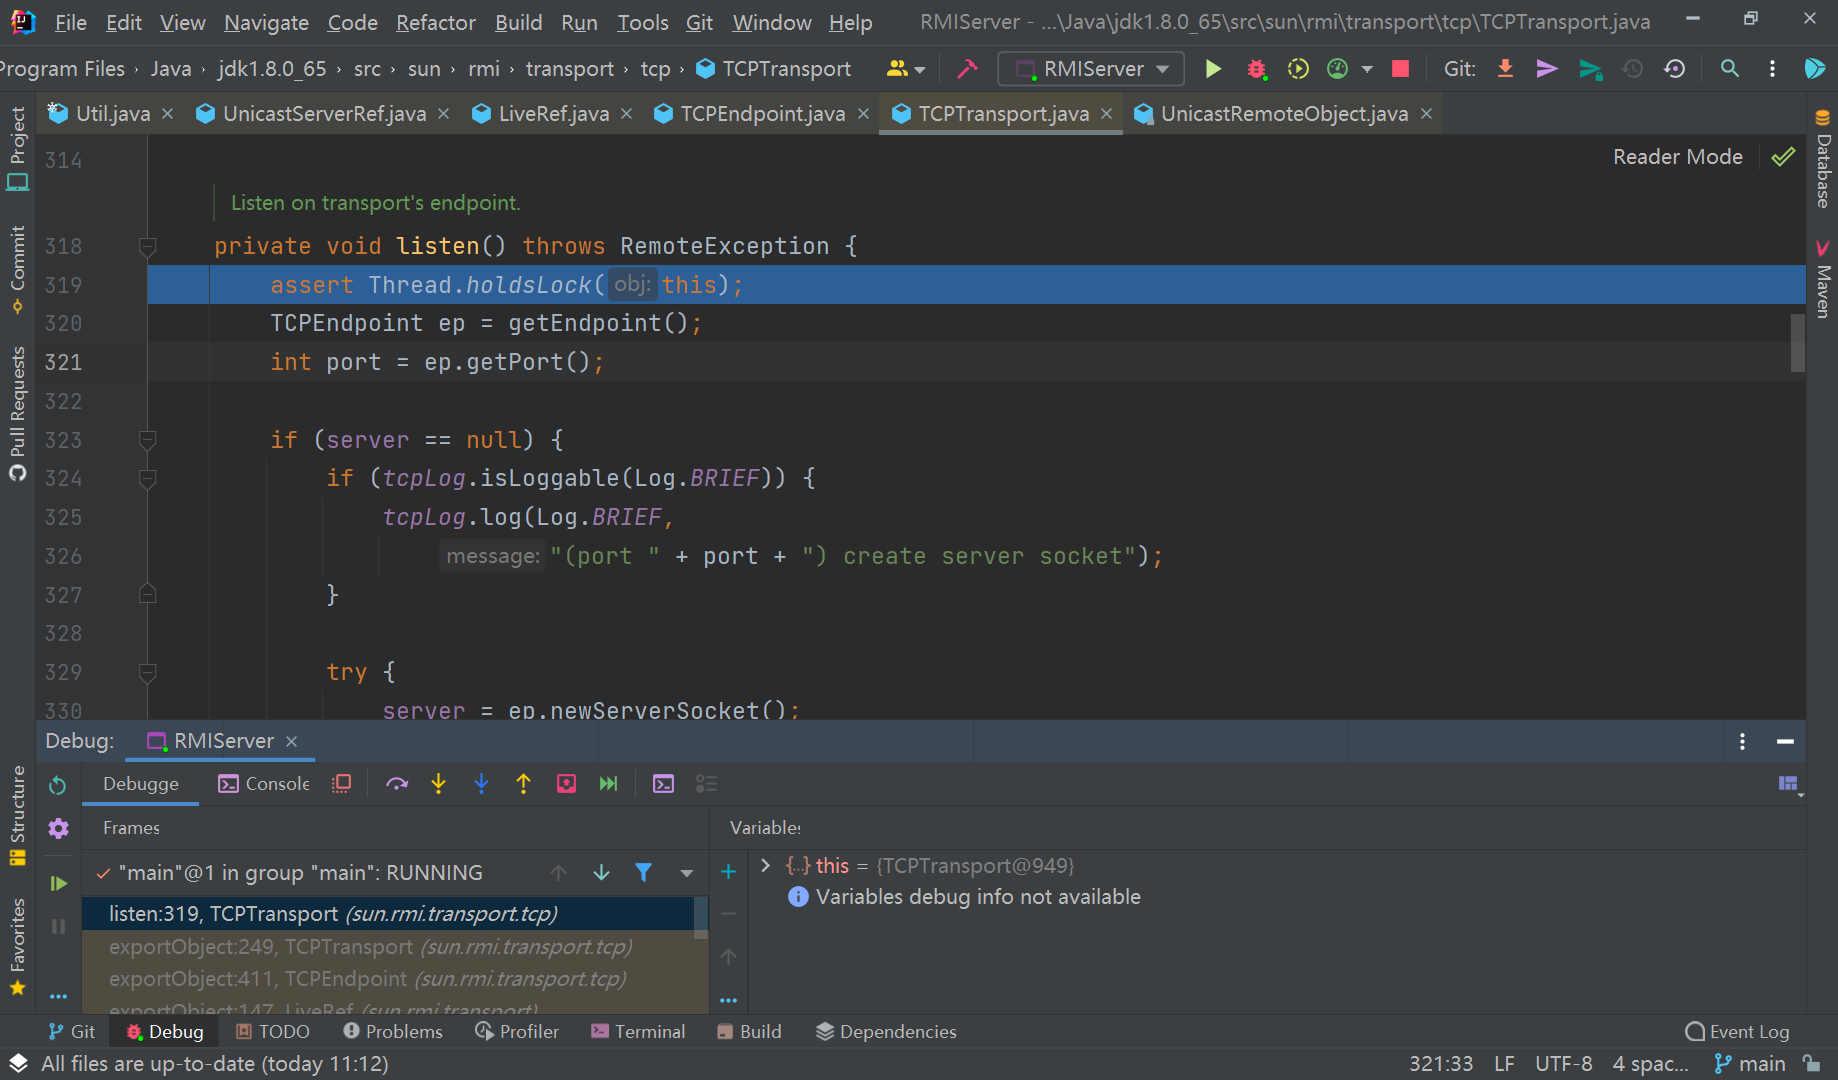 File Edit View Navigate Code Refactor Build Run Tools Git Window Help RMIServer - ...\Java\jdk1.8.0_65\src\sun\rmi\transport\tcp\TCPTransport.java
Program Files › Java › jdk1.8.0_65 › src › sun › rmi › transport › tcp › TCPTransport RMIServer Git:
Util.java UnicastServerRef.java LiveRef.java TCPEndpoint.java TCPTransport.java UnicastRemoteObject.java
Project
Commit
Pull Requests
Structure
Favorites
Database
Maven
Reader Mode
314
Listen on transport's endpoint.
318 private void listen() throws RemoteException {
319 assert Thread.holdsLock( obj: this);
320 TCPEndpoint ep = getEndpoint();
321 int port = ep.getPort();
322
323 if (server == null) {
324 if (tcpLog.isLoggable(Log.BRIEF)) {
325 tcpLog.log(Log.BRIEF,
326 message: "(port " + port + ") create server socket");
327 }
328
329 try {
330 server = ep.newServerSocket();
Debug: RMIServer
Debugge Console
Frames Variables
"main"@1 in group "main": RUNNING
listen:319, TCPTransport (sun.rmi.transport.tcp)
exportObject:249, TCPTransport (sun.rmi.transport.tcp)
exportObject:411, TCPEndpoint (sun.rmi.transport.tcp)
exportObject:147, LiveRef (sun.rmi.transport)
this = {TCPTransport@949}
Variables debug info not available
Git Debug TODO Problems Profiler Terminal Build Dependencies Event Log
All files are up-to-date (today 11:12) 321:33 LF UTF-8 4 spac... main